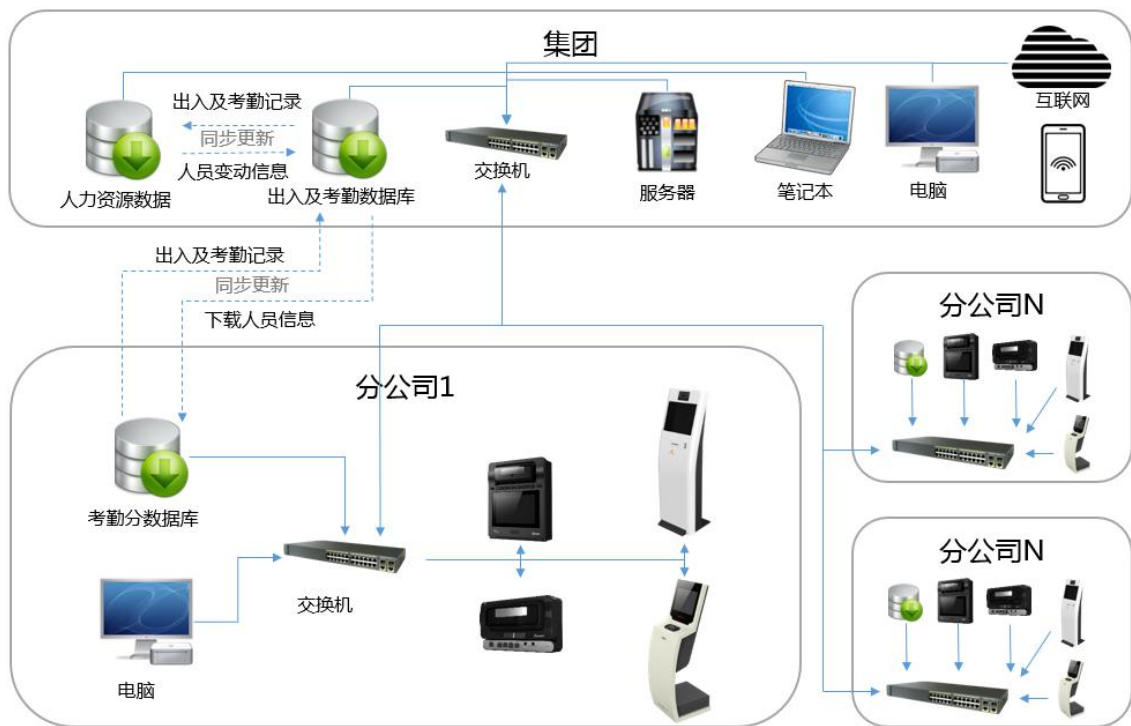 集团
互联网
出入及考勤记录
同步更新
人员变动信息
人力资源数据
出入及考勤数据库
交换机
服务器
笔记本
电脑
出入及考勤记录
同步更新
下载人员信息
分公司1
考勤分数据库
交换机
电脑
分公司N
分公司N